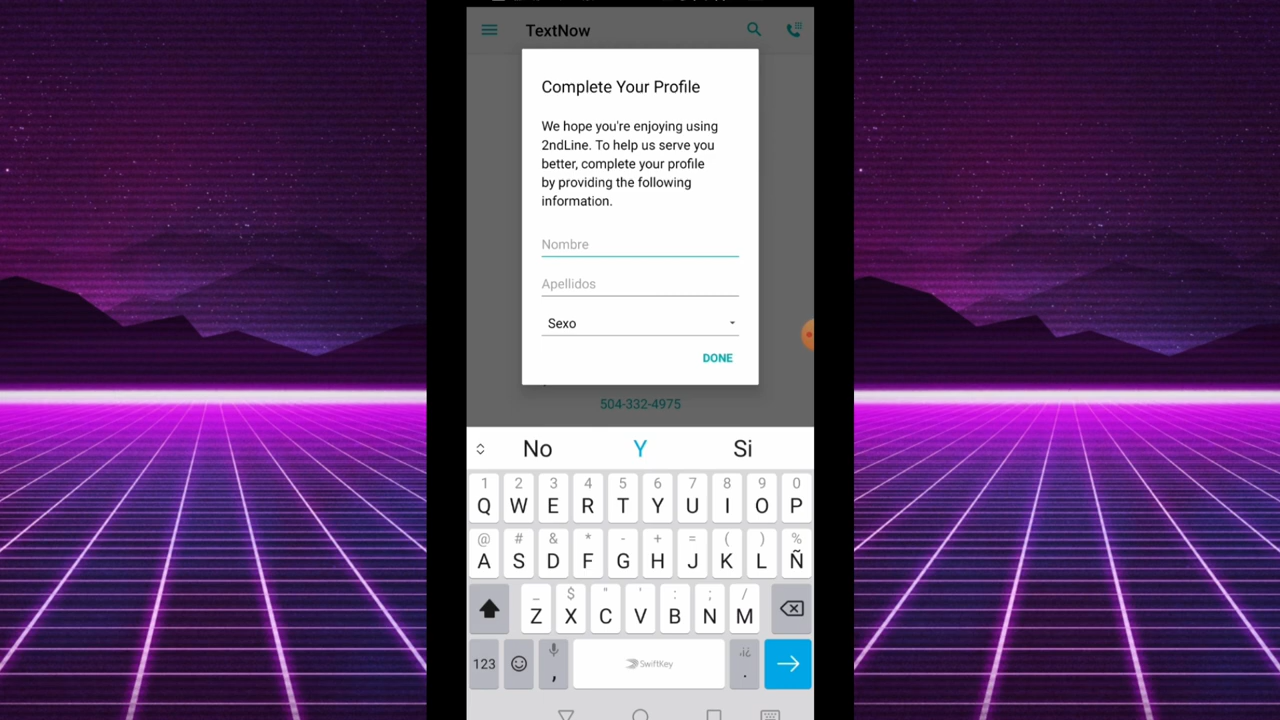 TextNow
Complete Your Profile
We hope you're enjoying using
2ndLine. To help us serve you
better, complete your profile
by providing the following
information.
Nombre
Apellidos
Sexo
DONE
504-332-4975
No Y Si
1 2 3 4 5 6 7 8 9 0
Q W E R T Y U I O P
@ # & * - + = ( ) %
A S D F G H J K L Ñ
_ $ " ' : ; /
Z X C V B N M
123 , SwiftKey .